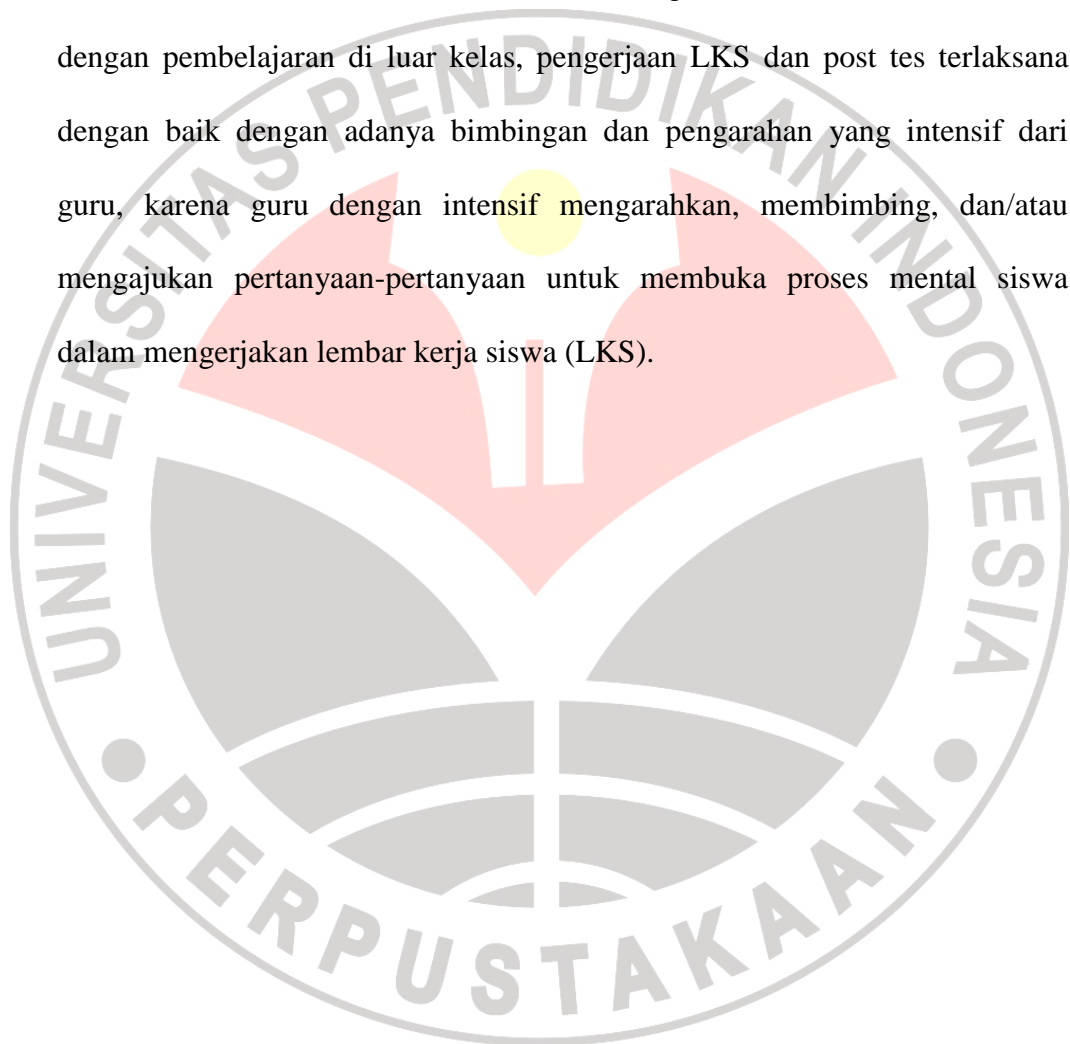 dengan pembelajaran di luar kelas, pengerjaan LKS dan post tes terlaksana
dengan baik dengan adanya bimbingan dan pengarahan yang intensif dari
guru, karena guru dengan intensif mengarahkan, membimbing, dan/atau
mengajukan pertanyaan-pertanyaan untuk membuka proses mental siswa
dalam mengerjakan lembar kerja siswa (LKS).
UNIVERSITAS PENDIDIKAN INDONESIA
PERPUSTAKAAN